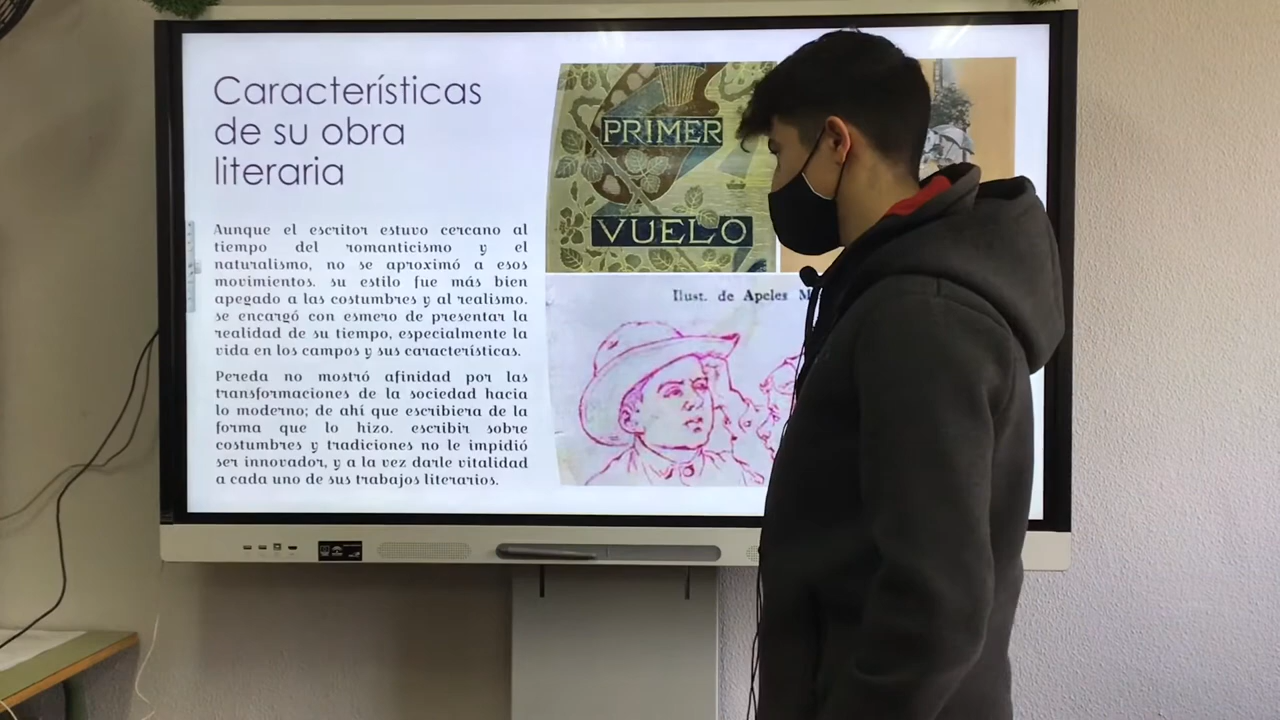 Características
de su obra
literaria
Aunque el escritor estuvo cercano al
tiempo del romanticismo y el
naturalismo, no se aproximó a esos
movimientos. su estilo fue más bien
apegado a las costumbres y al realismo.
se encargó con esmero de presentar la
realidad de su tiempo, especialmente la
vida en los campos y sus características.
Pereda no mostró afinidad por las
transformaciones de la sociedad hacia
lo moderno; de ahí que escribiera de la
forma que lo hizo. escribir sobre
costumbres y tradiciones no le impidió
ser innovador, y a la vez darle vitalidad
a cada uno de sus trabajos literarios.
PRIMER
VUELO
Ilust. de Apeles M